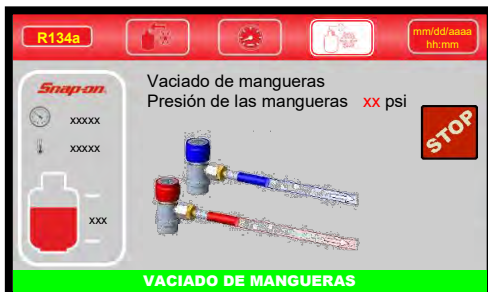 R134a
mm/dd/aaaa
hh:mm
Snap-on
xxxxx
xxxxx
xxx
Vaciado de mangueras
Presión de las mangueras xx psi
STOP
VACIADO DE MANGUERAS